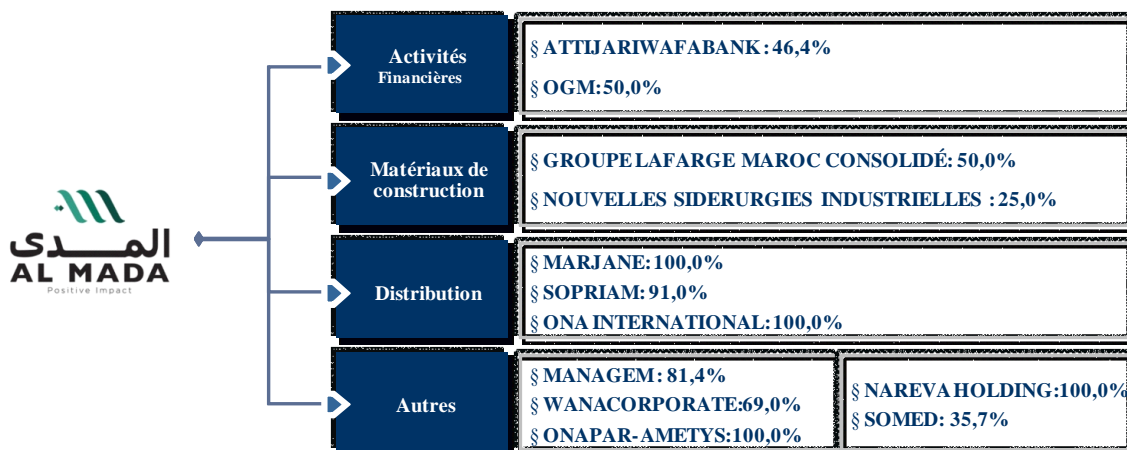 المدى
AL MADA
Positive Impact
Activités
Financières
§ ATTIJARIWAFABANK : 46,4%
§ OGM: 50,0%
Matériaux de
construction
§ GROUPE LAFARGE MAROC CONSOLIDÉ: 50,0%
§ NOUVELLES SIDERURGIES INDUSTRIELLES : 25,0%
Distribution
§ MARJANE: 100,0%
§ SOPRIAM: 91,0%
§ ONA INTERNATIONAL: 100,0%
Autres
§ MANAGEM: 81,4%
§ WANACORPORATE:69,0%
§ ONAPAR-AMETYS:100,0%
§ NAREVA HOLDING:100,0%
§ SOMED: 35,7%